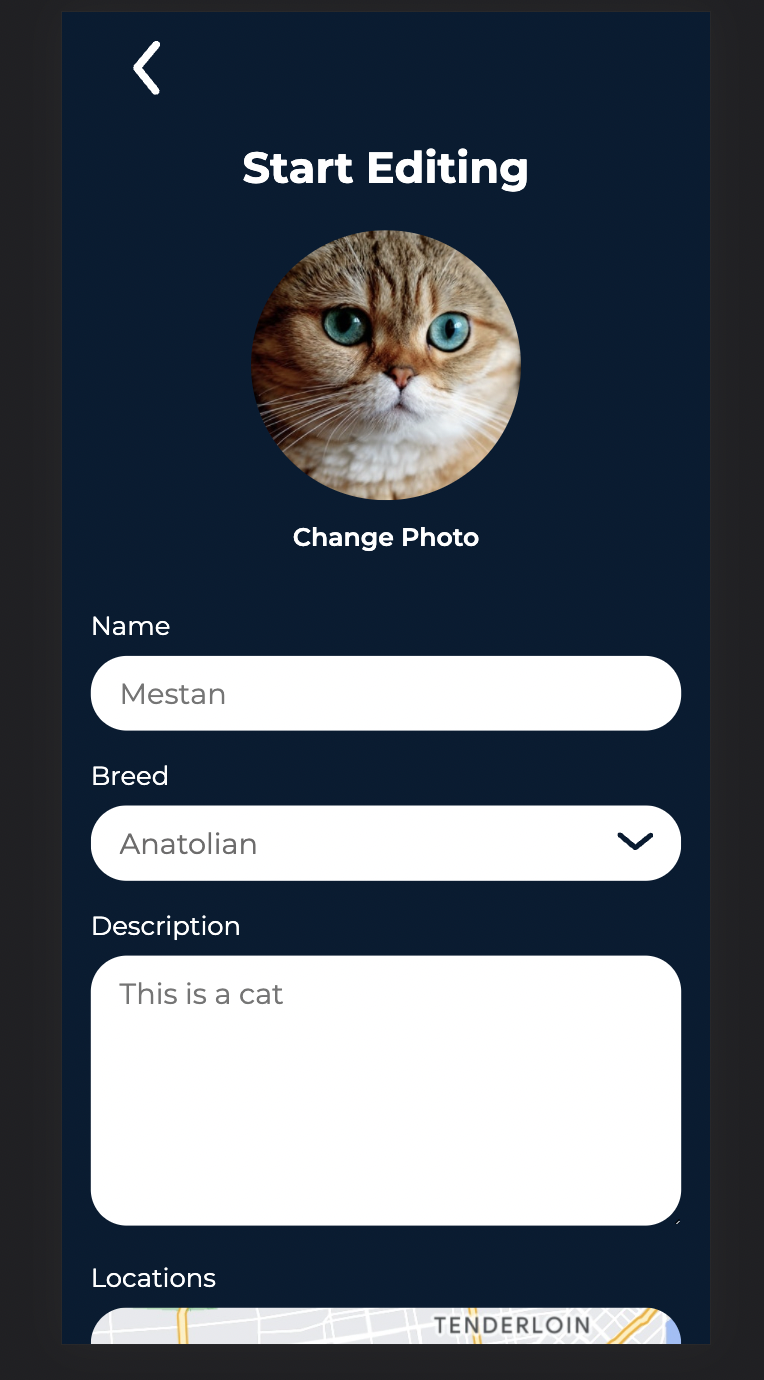 Start Editing
Change Photo
Name
Mestan
Breed
Anatolian
Description
This is a cat
Locations
TENDERLOIN